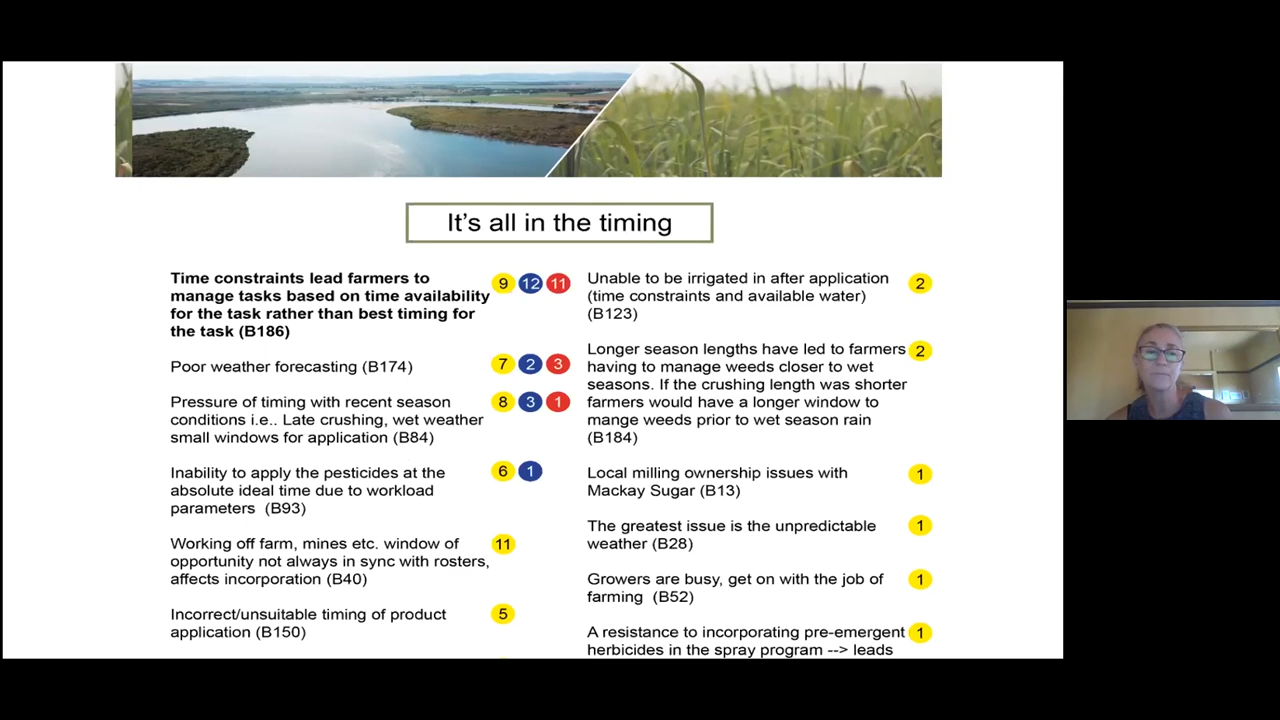 It's all in the timing
Time constraints lead farmers to
manage tasks based on time availability
for the task rather than best timing for
the task (B186)
9 12 11
Poor weather forecasting (B174)
7 2 3
Pressure of timing with recent season
conditions i.e.. Late crushing, wet weather
small windows for application (B84)
8 3 1
Inability to apply the pesticides at the
absolute ideal time due to workload
parameters (B93)
6 1
Working off farm, mines etc. window of
opportunity not always in sync with rosters,
affects incorporation (B40)
11
Incorrect/unsuitable timing of product
application (B150)
5
Unable to be irrigated in after application
(time constraints and available water)
(B123)
2
Longer season lengths have led to farmers
having to manage weeds closer to wet
seasons. If the crushing length was shorter
farmers would have a longer window to
mange weeds prior to wet season rain
(B184)
2
Local milling ownership issues with
Mackay Sugar (B13)
1
The greatest issue is the unpredictable
weather (B28)
1
Growers are busy, get on with the job of
farming (B52)
1
A resistance to incorporating pre-emergent
herbicides in the spray program --> leads
1